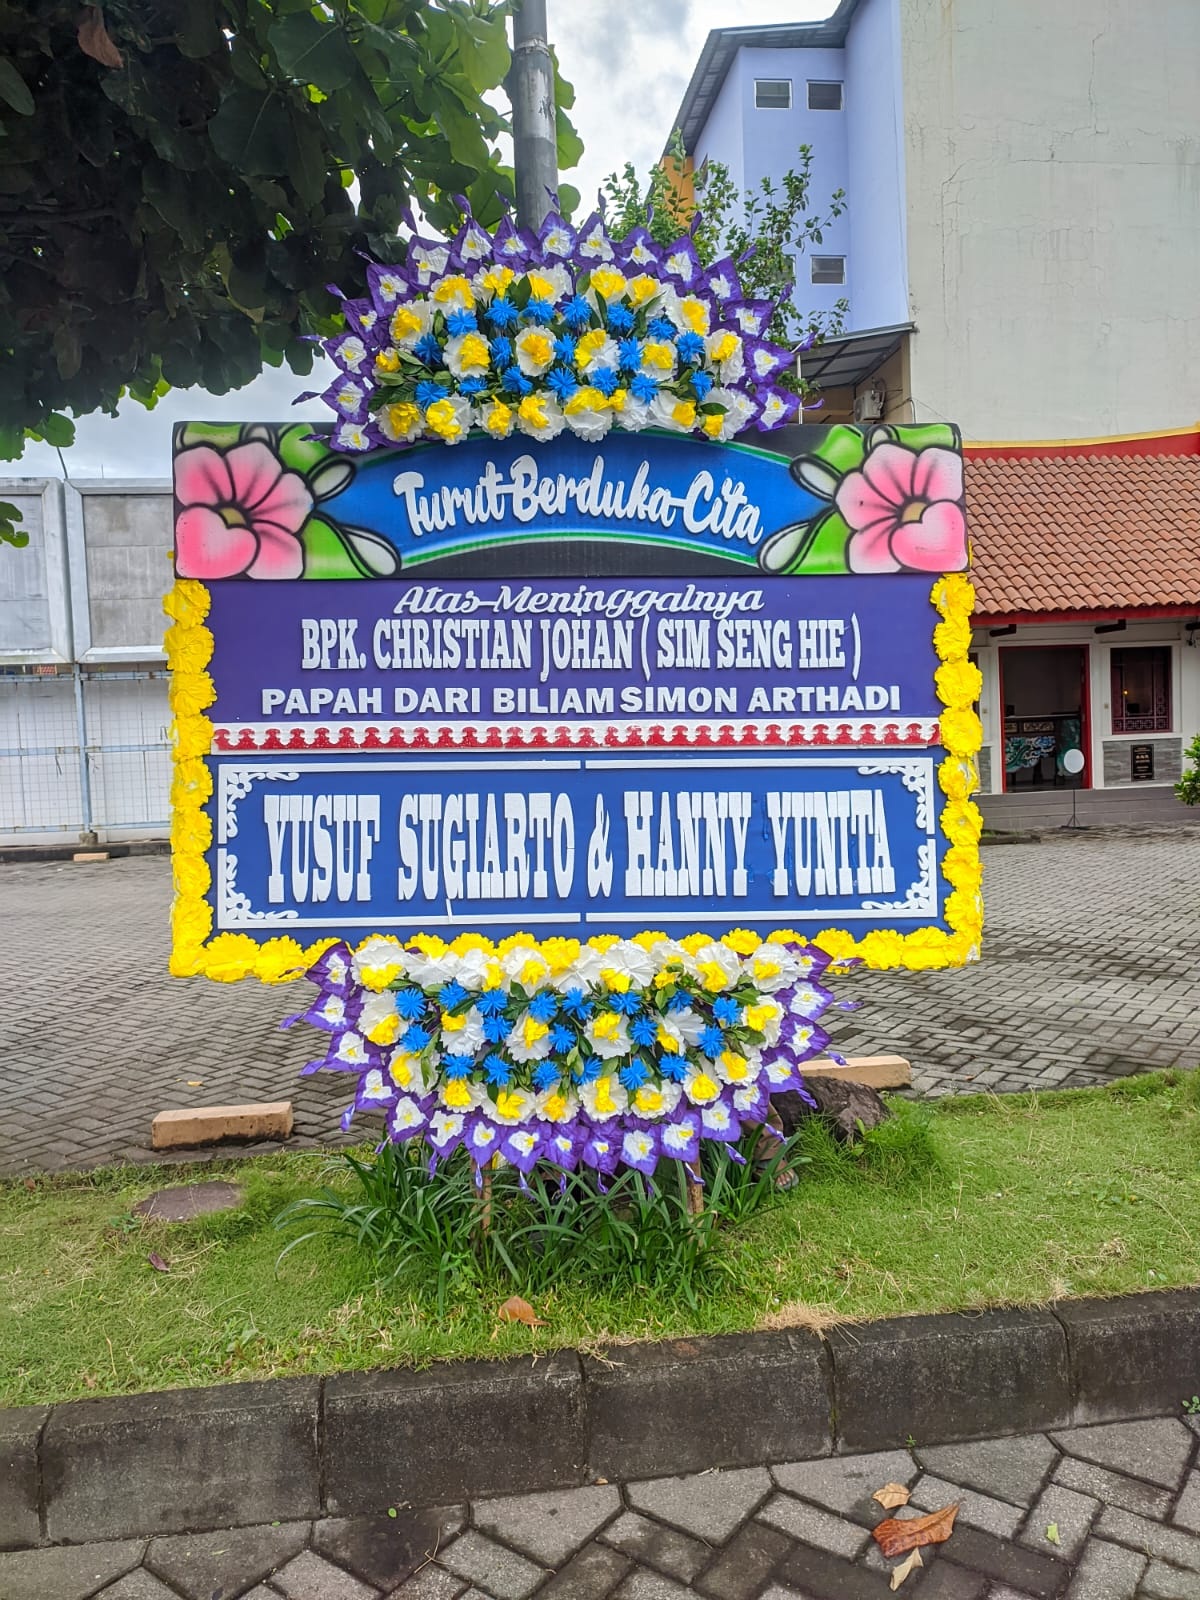 Turut Berduka Cita
Atas Meninggalnya
BPK. CHRISTIAN JOHAN ( SIM SENG HIE )
PAPAH DARI BILIAM SIMON ARTHADI
YUSUF SUGIARTO & HANNY YUNITA